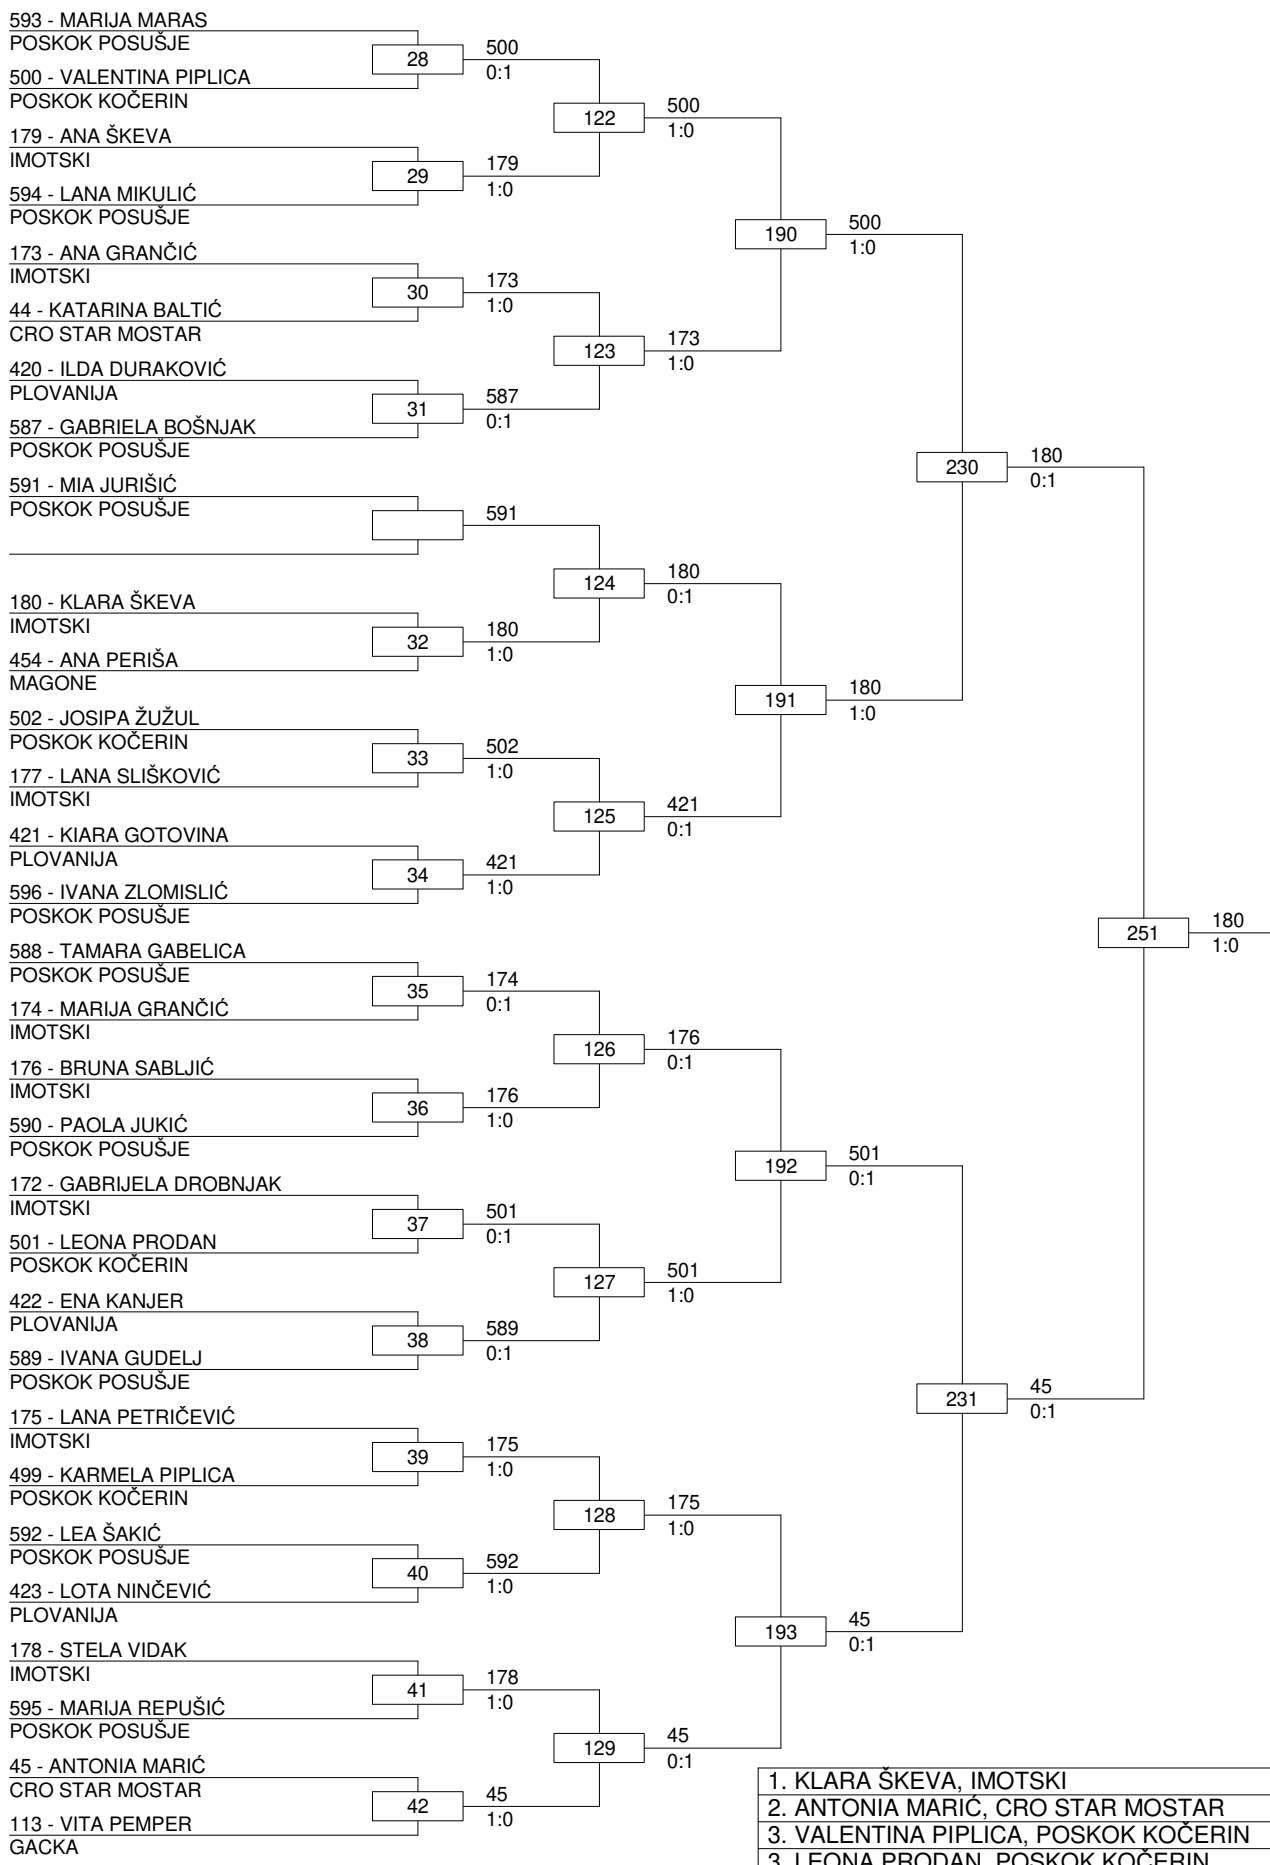 593 - MARIJA MARAS
POSKOK POSUŠJE
28
500
0:1
500 - VALENTINA PIPLICA
POSKOK KOČERIN
122
500
1:0
179 - ANA ŠKEVA
IMOTSKI
29
179
1:0
594 - LANA MIKULIĆ
POSKOK POSUŠJE
190
500
1:0
173 - ANA GRANČIĆ
IMOTSKI
30
173
1:0
44 - KATARINA BALTIĆ
CRO STAR MOSTAR
123
173
1:0
420 - ILDA DURAKOVIĆ
PLOVANIJA
31
587
0:1
587 - GABRIELA BOŠNJAK
POSKOK POSUŠJE
230
180
0:1
591 - MIA JURIŠIĆ
POSKOK POSUŠJE
591
124
180
0:1
180 - KLARA ŠKEVA
IMOTSKI
32
180
1:0
454 - ANA PERIŠA
MAGONE
191
180
1:0
502 - JOSIPA ŽUŽUL
POSKOK KOČERIN
33
502
1:0
177 - LANA SLIŠKOVIĆ
IMOTSKI
125
421
0:1
421 - KIARA GOTOVINA
PLOVANIJA
34
421
1:0
596 - IVANA ZLOMISLIĆ
POSKOK POSUŠJE
251
180
1:0
588 - TAMARA GABELICA
POSKOK POSUŠJE
35
174
0:1
174 - MARIJA GRANČIĆ
IMOTSKI
126
176
0:1
176 - BRUNA SABLJIĆ
IMOTSKI
36
176
1:0
590 - PAOLA JUKIĆ
POSKOK POSUŠJE
192
501
0:1
172 - GABRIJELA DROBNJAK
IMOTSKI
37
501
0:1
501 - LEONA PRODAN
POSKOK KOČERIN
127
501
1:0
422 - ENA KANJER
PLOVANIJA
38
589
0:1
589 - IVANA GUDELJ
POSKOK POSUŠJE
231
45
0:1
175 - LANA PETRIČEVIĆ
IMOTSKI
39
175
1:0
499 - KARMELA PIPLICA
POSKOK KOČERIN
128
175
1:0
592 - LEA ŠAKIĆ
POSKOK POSUŠJE
40
592
1:0
423 - LOTA NINČEVIĆ
PLOVANIJA
193
45
0:1
178 - STELA VIDAK
IMOTSKI
41
178
1:0
595 - MARIJA REPUŠIĆ
POSKOK POSUŠJE
129
45
0:1
45 - ANTONIA MARIĆ
CRO STAR MOSTAR
42
45
1:0
113 - VITA PEMPER
GACKA
1. KLARA ŠKEVA, IMOTSKI
2. ANTONIA MARIĆ, CRO STAR MOSTAR
3. VALENTINA PIPLICA, POSKOK KOČERIN
3. LEONA PRODAN, POSKOK KOČERIN